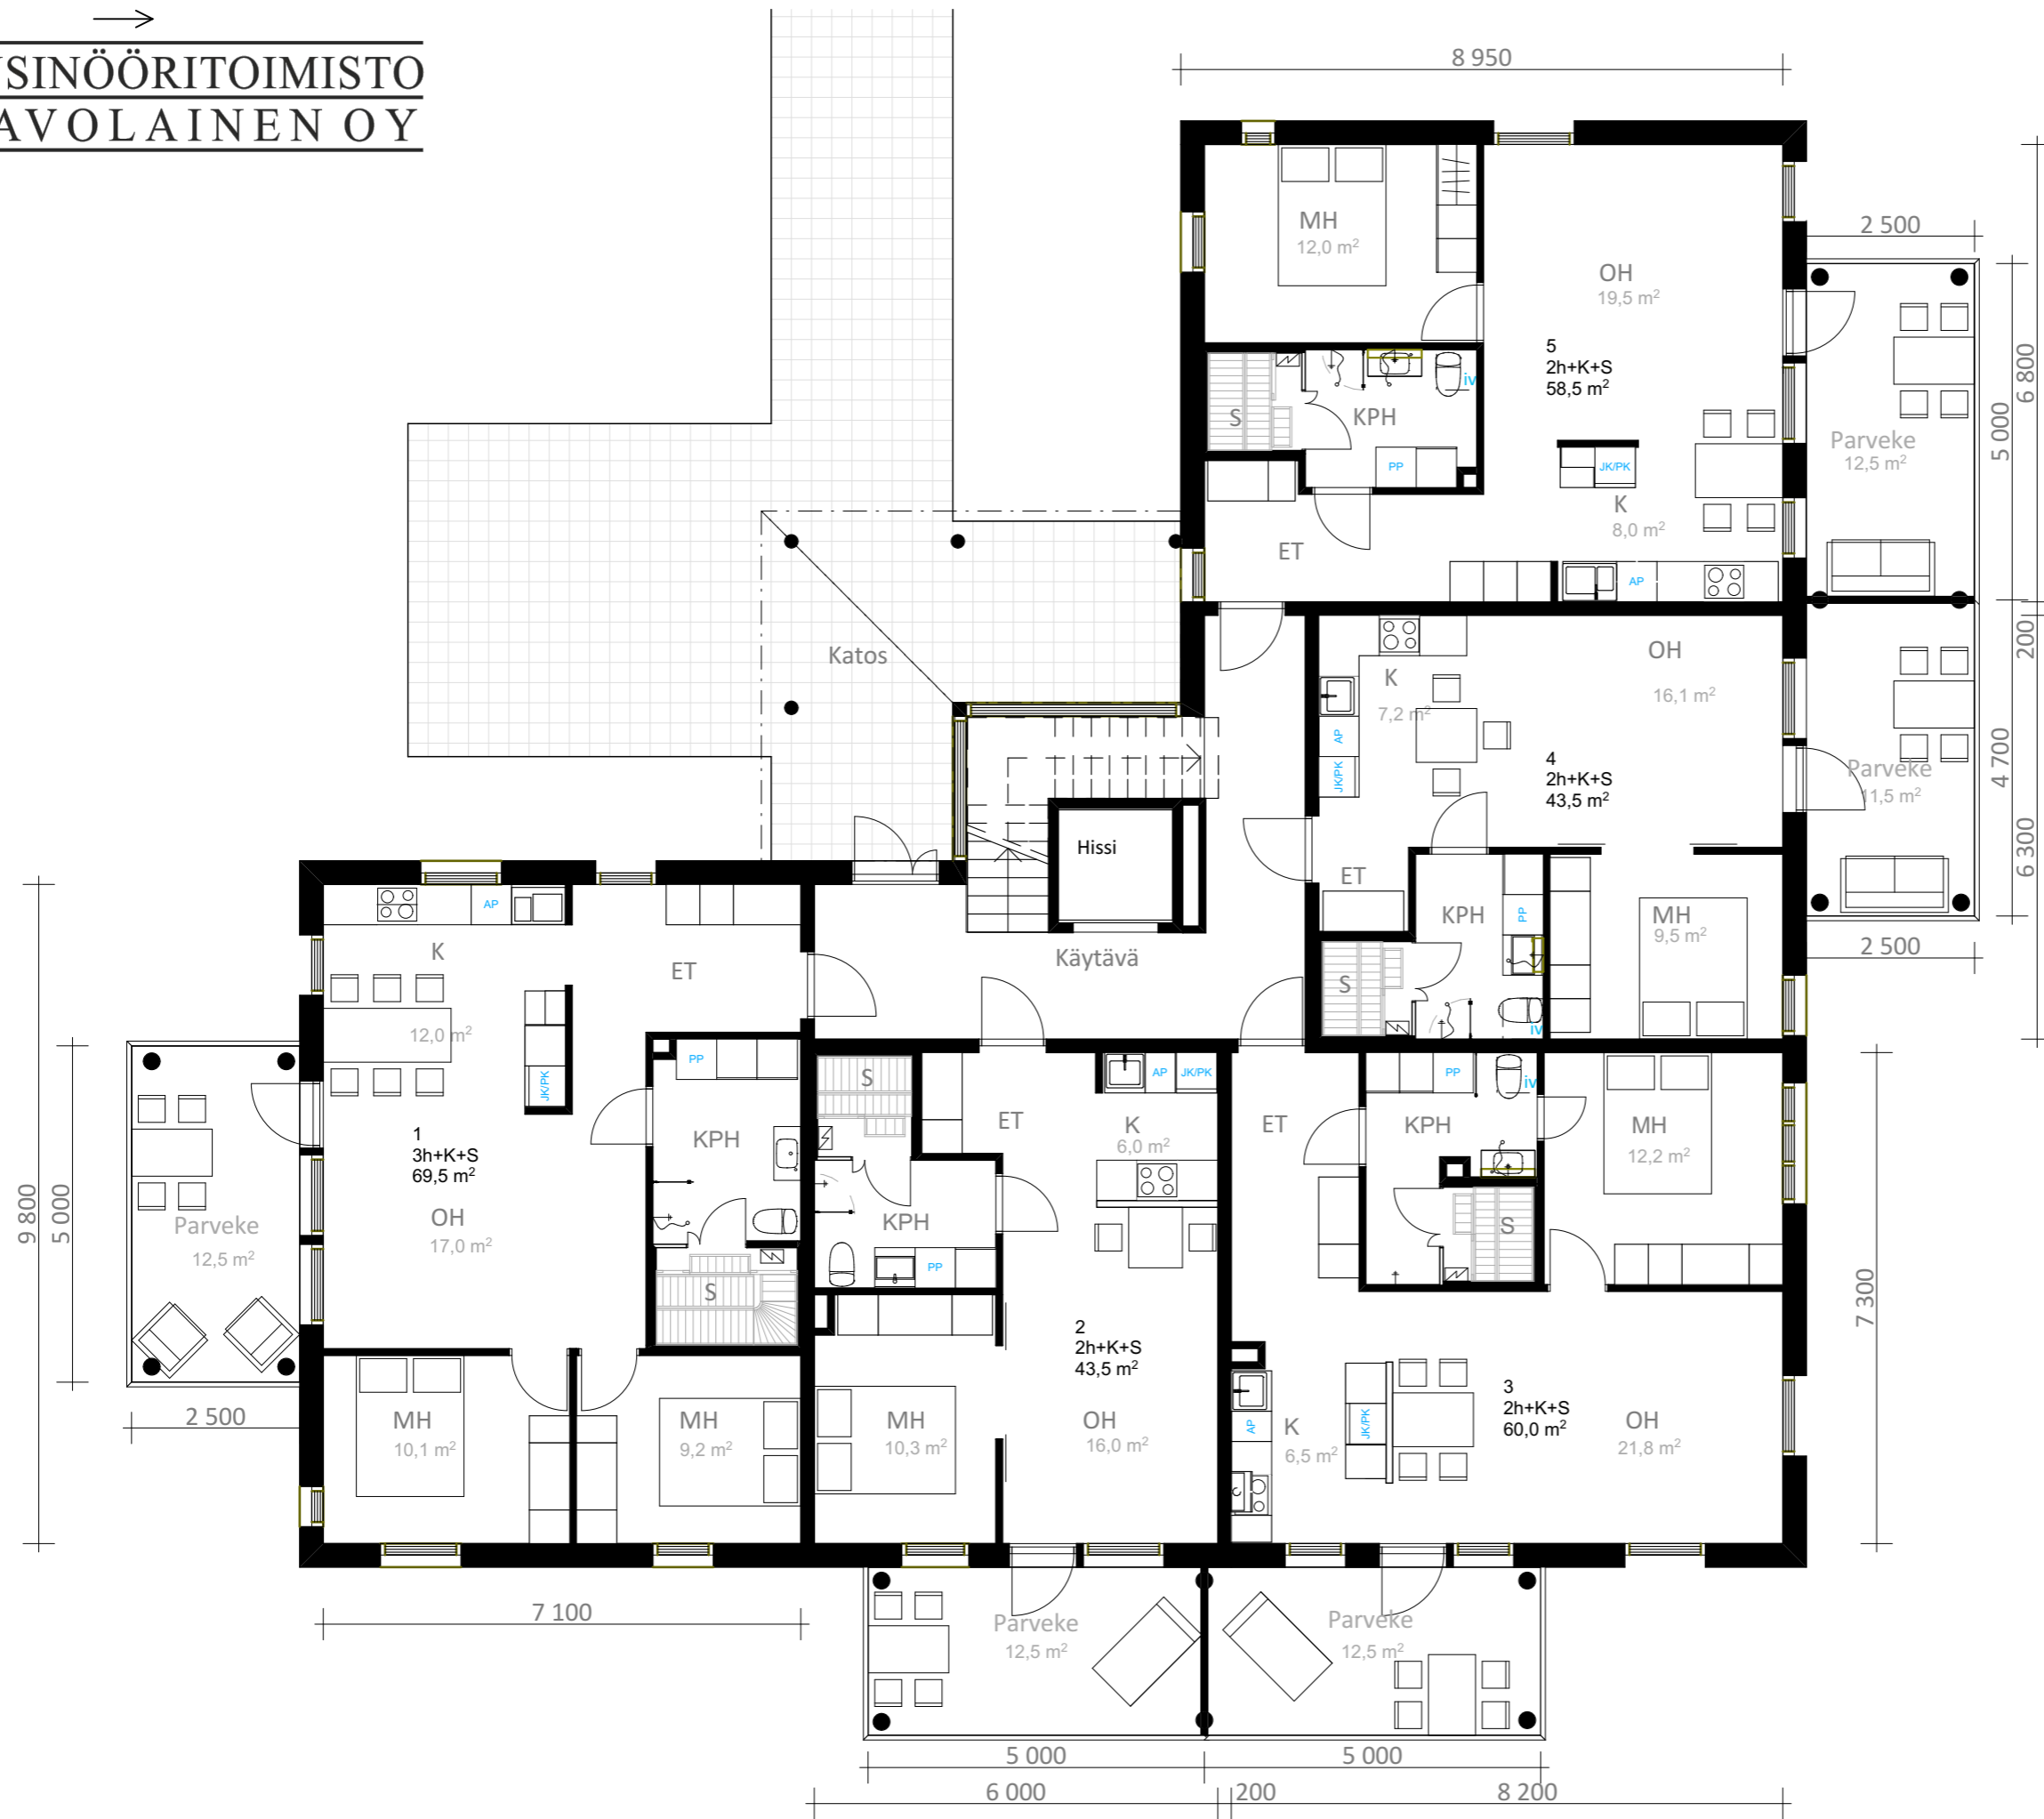 SINÖÖRITOIMISTO
AVOLAINEN OY
8 950
MH
12,0 m²
OH
19,5 m²
2 500
5
2h+K+S
58,5 m²
iv
S
KPH
PP
JK/PK
K
8,0 m²
Parveke
12,5 m²
5 000
6 800
ET
AP
Katos
K
7,2 m²
OH
16,1 m²
200
AP
JK/PK
4
2h+K+S
43,5 m²
4 700
Parveke
11,5 m²
6 300
Hissi
ET
KPH
PP
MH
9,5 m²
2 500
S
iv
Käytävä
AP
K
ET
12,0 m²
JK/PK
PP
KPH
1
3h+K+S
69,5 m²
OH
17,0 m²
S
9 800
5 000
Parveke
12,5 m²
2 500
MH
10,1 m²
MH
9,2 m²
7 100
S
ET
AP
JK/PK
K
6,0 m²
KPH
PP
2
2h+K+S
43,5 m²
MH
10,3 m²
OH
16,0 m²
ET
PP
iv
KPH
MH
12,2 m²
S
7 300
AP
K
6,5 m²
JK/PK
3
2h+K+S
60,0 m²
OH
21,8 m²
Parveke
12,5 m²
Parveke
12,5 m²
5 000
5 000
6 000
200
8 200